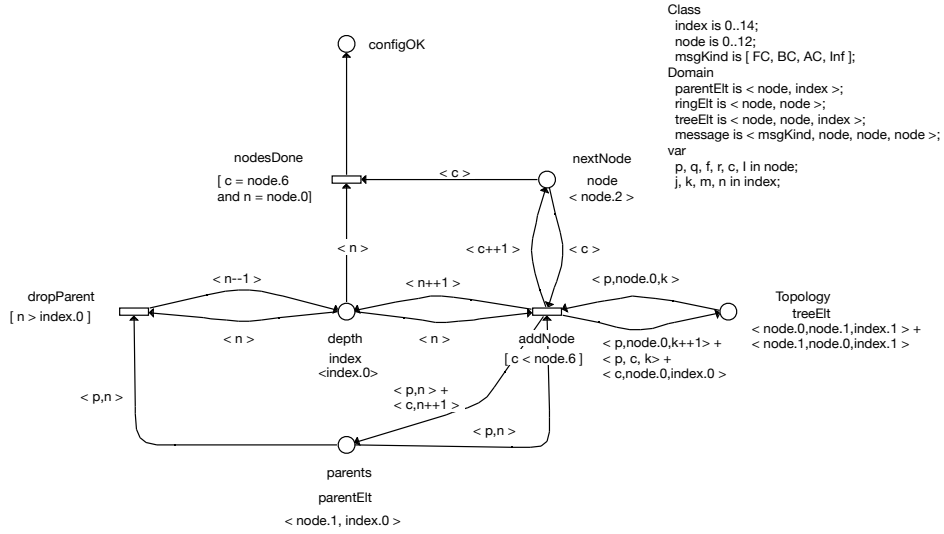 Class
index is 0..14;
node is 0..12;
msgKind is [ FC, BC, AC, Inf ];
Domain
parentElt is < node, index >;
ringElt is < node, node >;
treeElt is < node, node, index >;
message is < msgKind, node, node, node >;
var
p, q, f, r, c, l in node;
j, k, m, n in index;
configOK
nodesDone
[ c = node.6
and n = node.0]
< c >
nextNode
node
< node.2 >
< n >
< c++1 >
< c >
dropParent
[ n > index.0 ]
< n--1 >
< n >
depth
index
<index.0>
< n++1 >
< n >
addNode
[ c < node.6 ]
< p,node.0,k >
< p,node.0,k++1> +
< p, c, k> +
< c,node.0,index.0 >
Topology
treeElt
< node.0,node.1,index.1 > +
< node.1,node.0,index.1 >
< p,n >
< p,n > +
< c,n++1 >
< p,n >
parents
parentElt
< node.1, index.0 >